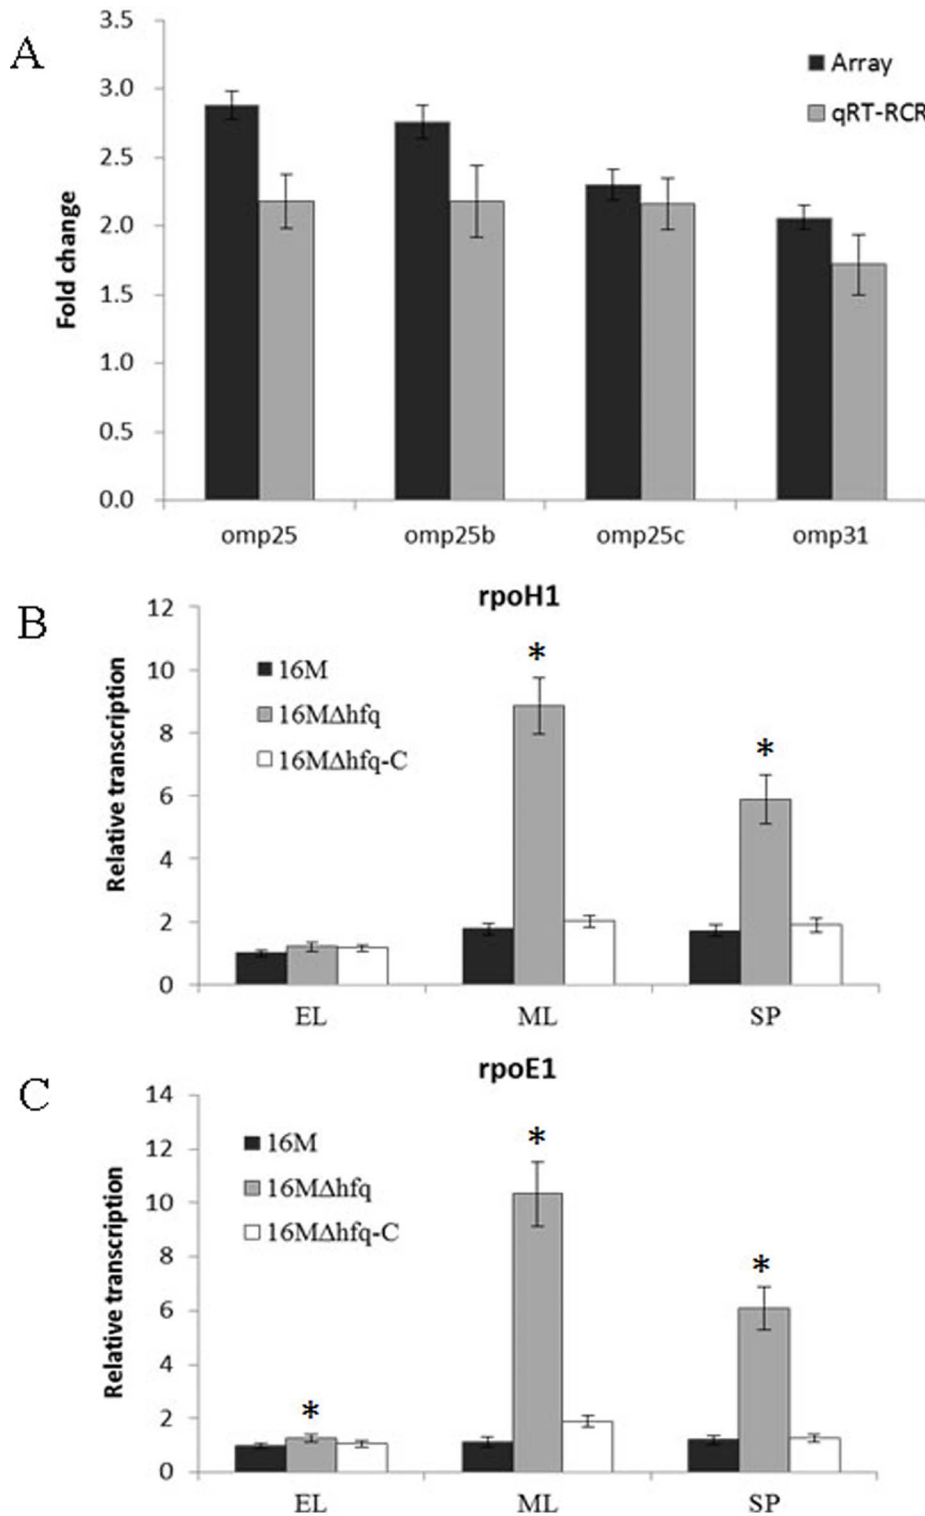 A
3.5
3.0
2.5
2.0
1.5
1.0
0.5
0.0
Fold change
Array
qRT-RCR
omp25 omp25b omp25c omp31
B
rpoH1
12
10
8
6
4
2
0
Relative transcription
16M
16MΔhfq
16MΔhfq-C
*
*
EL ML SP
C
rpoE1
14
12
10
8
6
4
2
0
Relative transcription
16M
16MΔhfq
16MΔhfq-C
*
*
*
EL ML SP